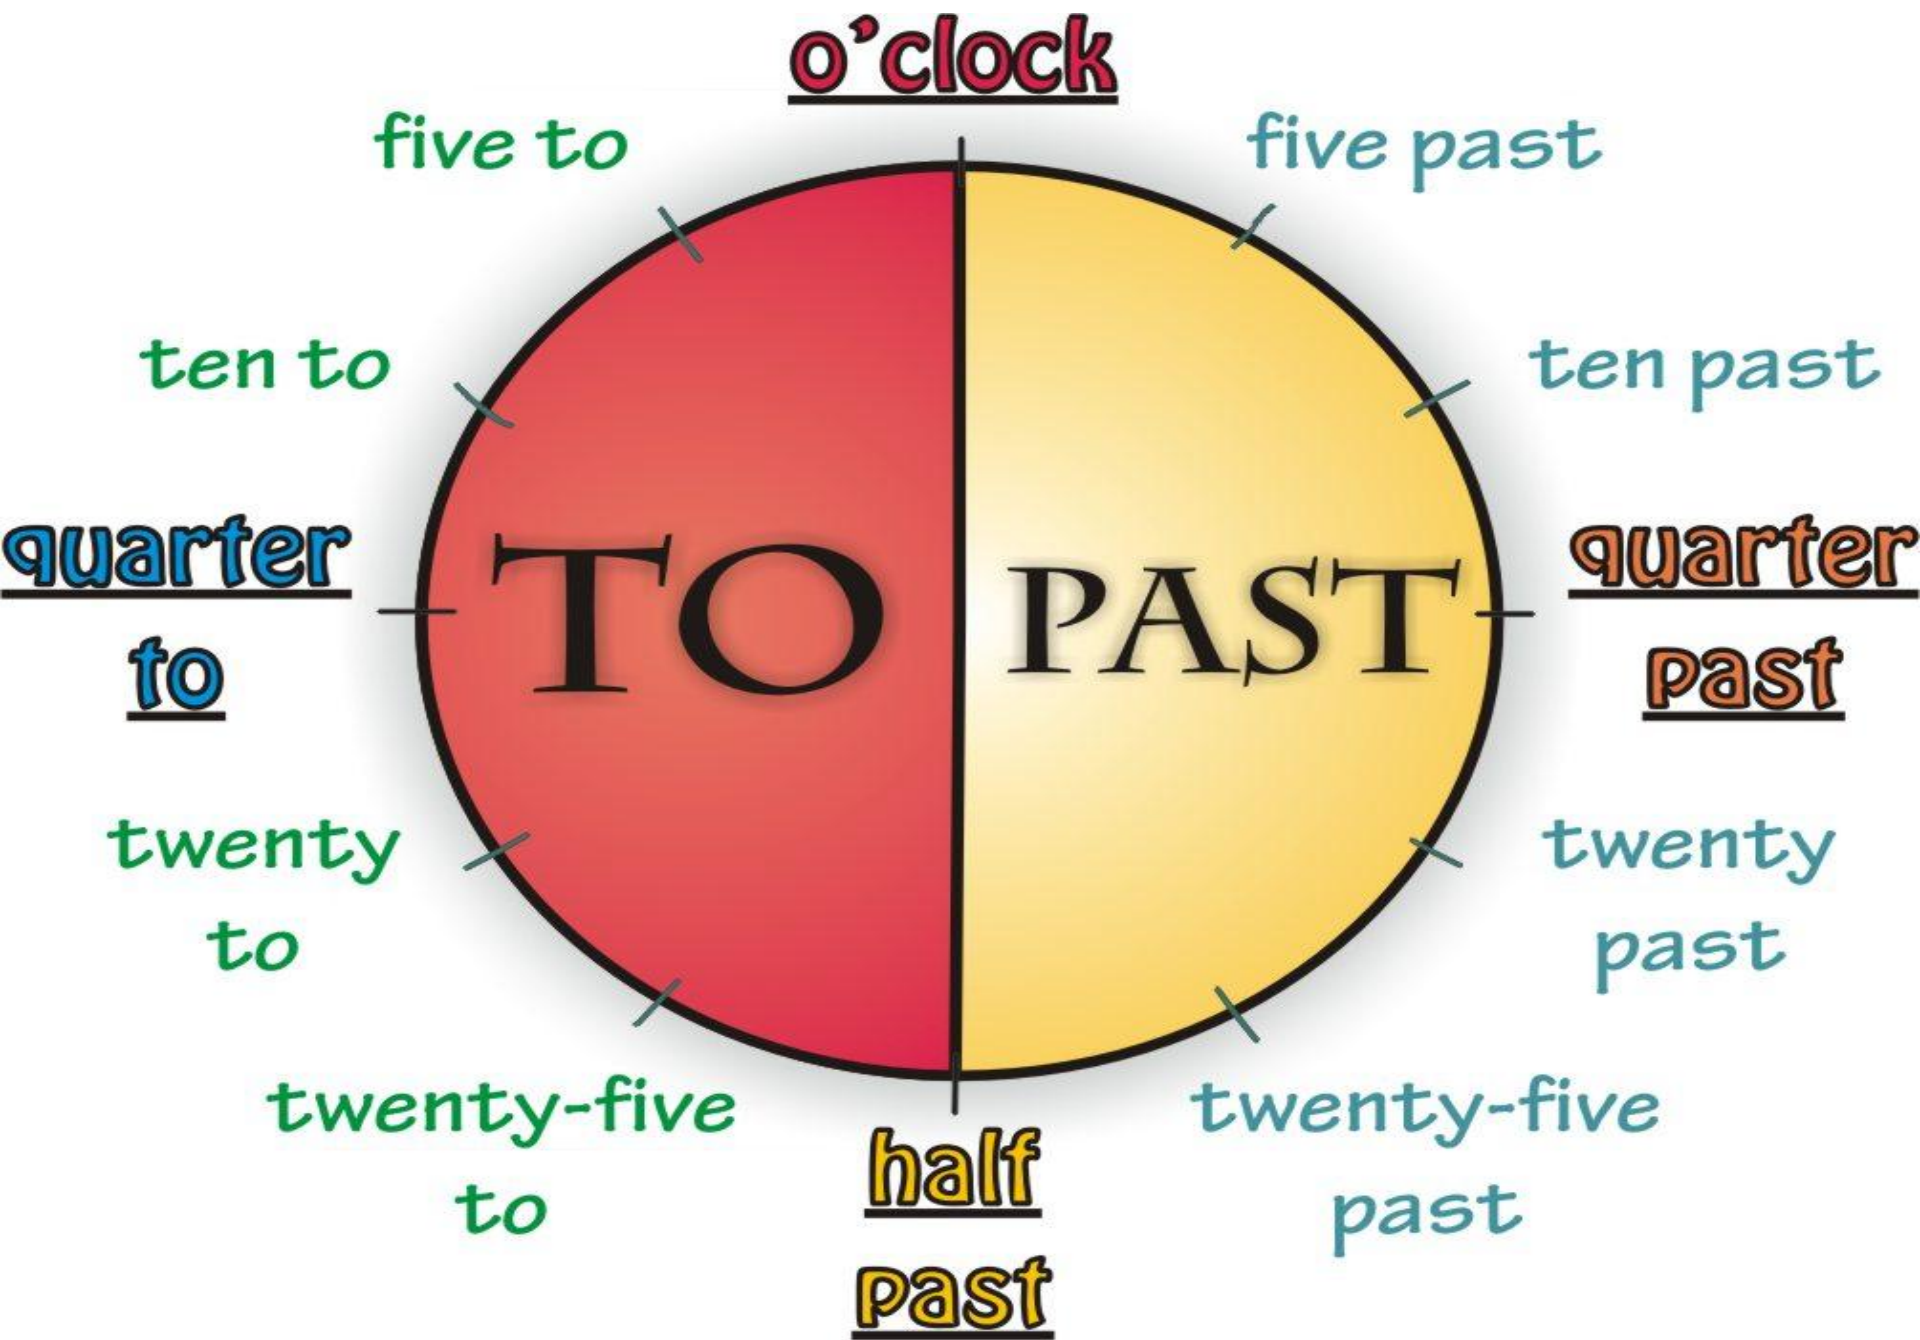 o'clock
five to
five past
ten to
ten past
quarter
to
TO
PAST
quarter
past
twenty
to
twenty
past
twenty-five
to
half
past
twenty-five
past